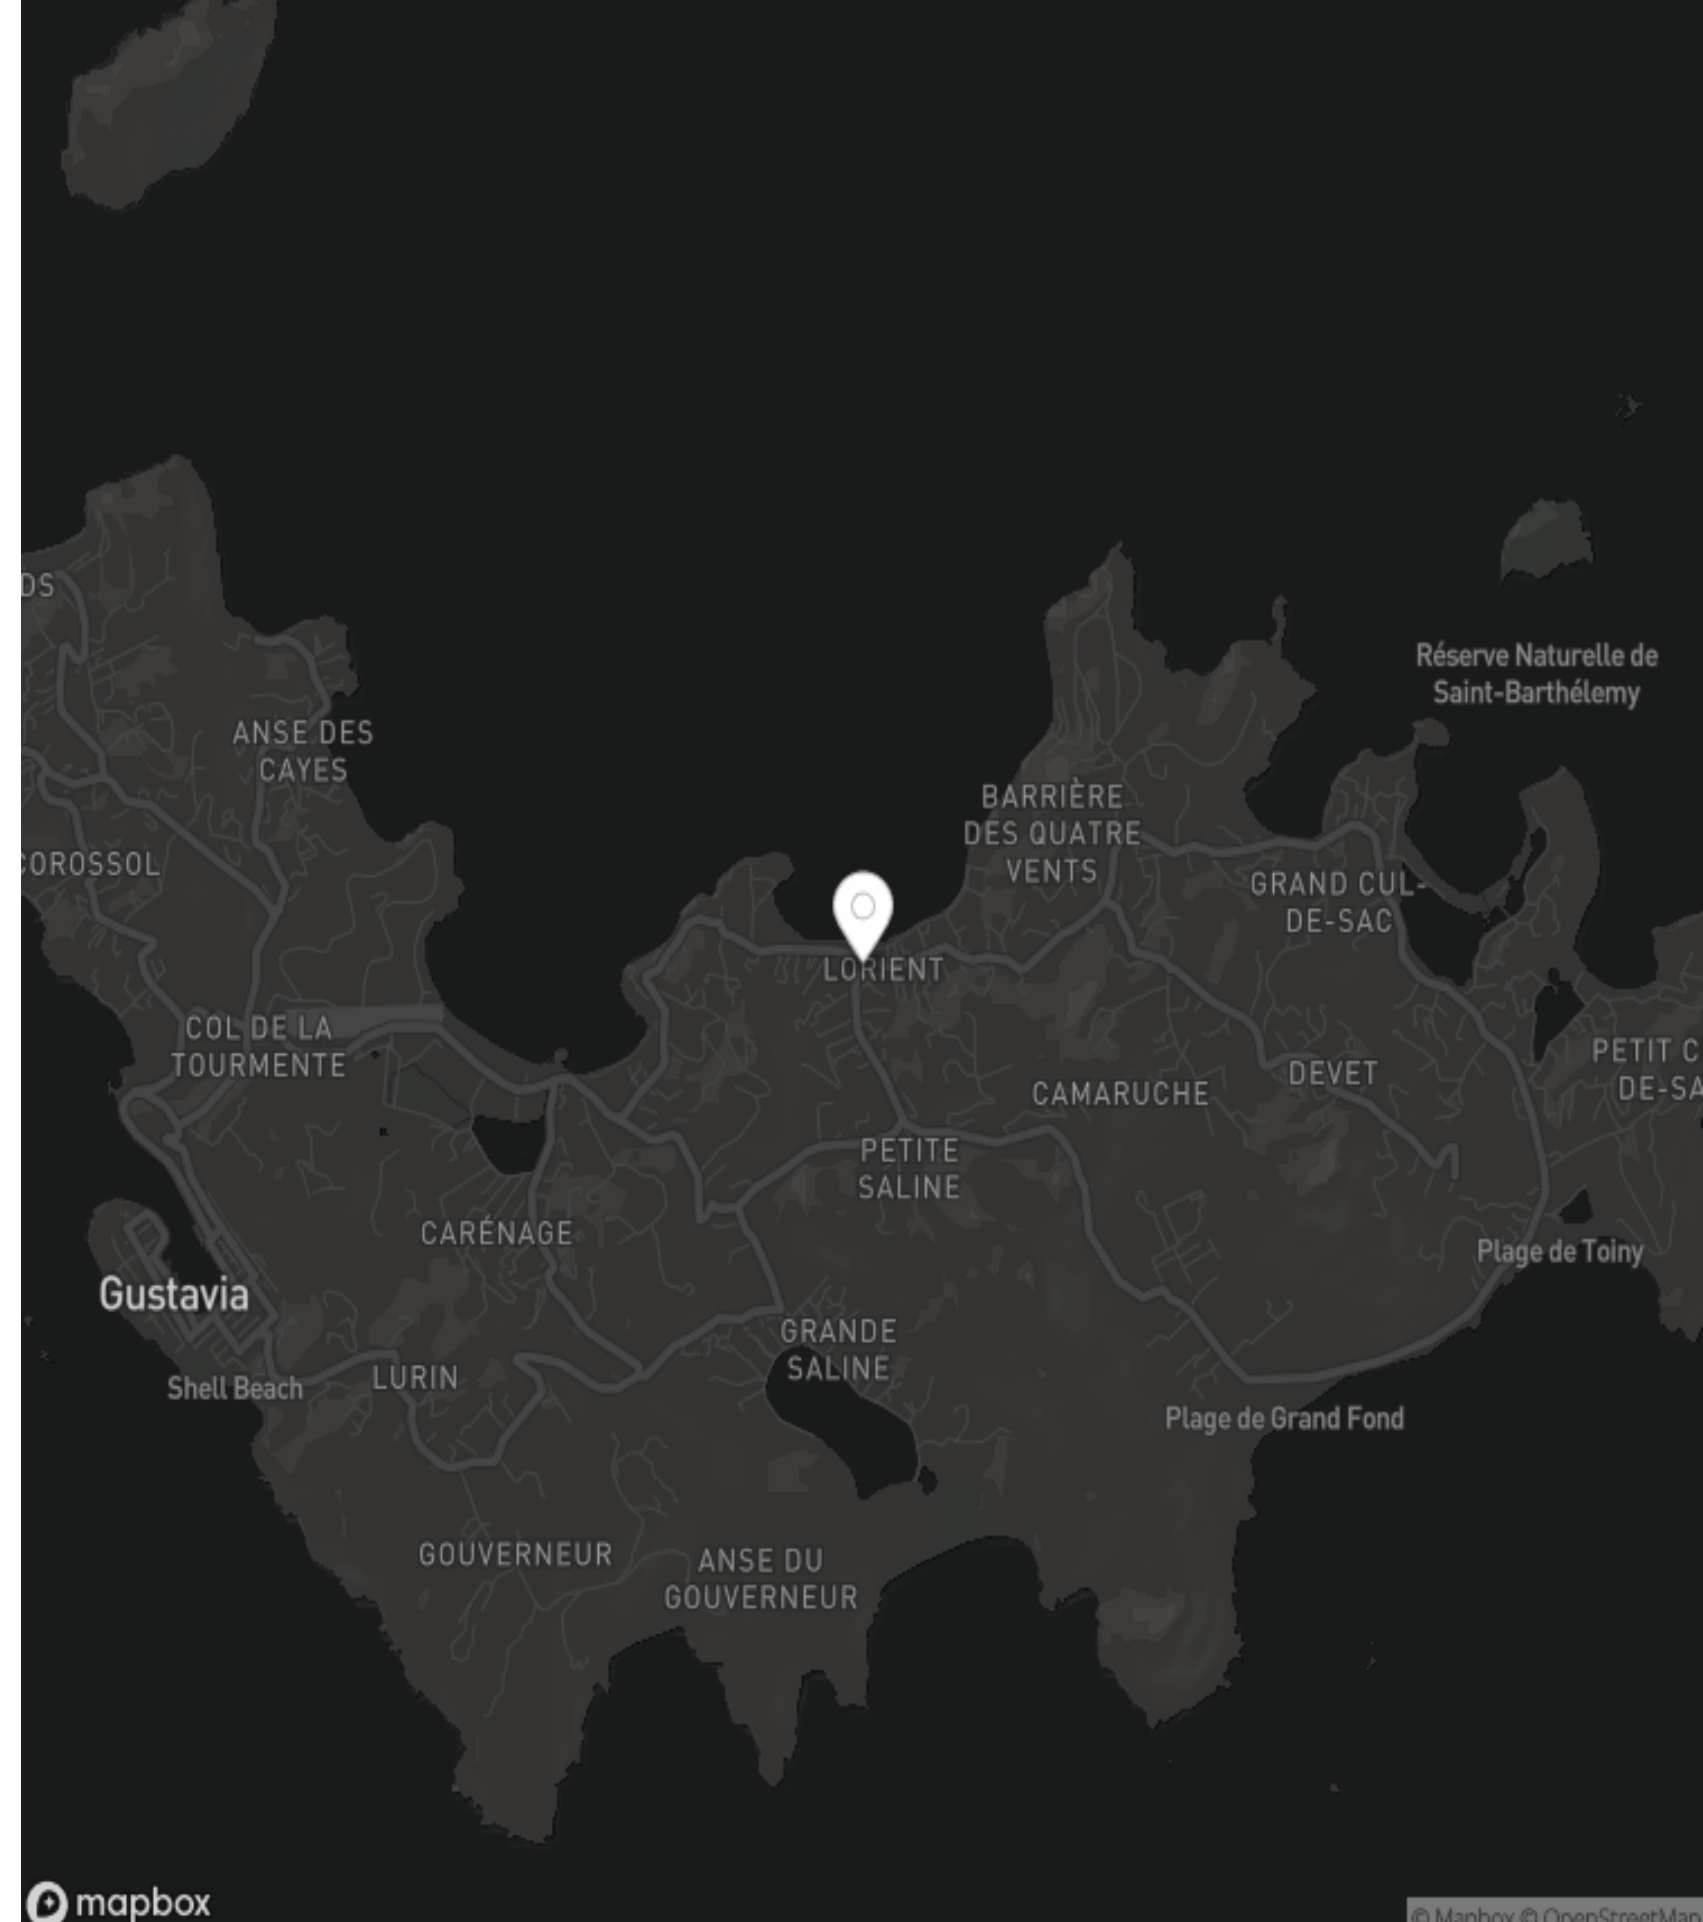 DS
Réserve Naturelle de
Saint-Barthélemy
ANSE DES
CAYES
BARRIÈRE
DES QUATRE
VENTS
COROSSOL
GRAND CUL-
DE-SAC
LORIENT
COL DE LA
TOURMENTE
PETIT C
DE-SA
DEVET
CAMARUCHE
PETITE
SALINE
CARÉNAGE
Plage de Toiny
Gustavia
GRANDE
SALINE
LURIN
Shell Beach
Plage de Grand Fond
GOUVERNEUR
ANSE DU
GOUVERNEUR
mapbox
© Mapbox © OpenStreetMap